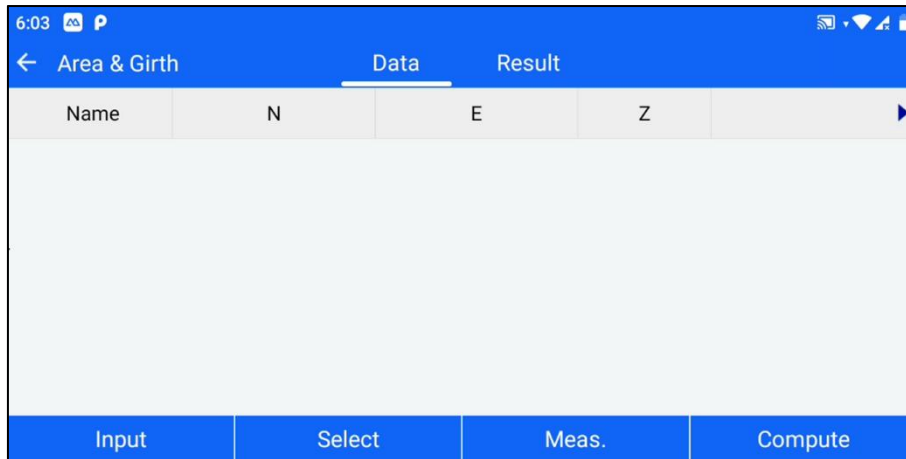 6:03
Area & Girth Data Result
Name N E Z
Input Select Meas. Compute